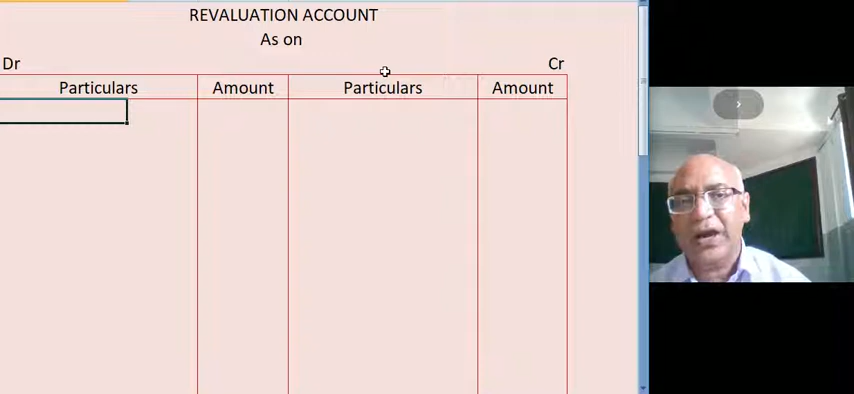 REVALUATION ACCOUNT
As on
Dr Cr
Particulars Amount Particulars Amount